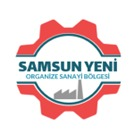 SAMSUN YENİ
ORGANİZE SANAYİ BÖLGESİ